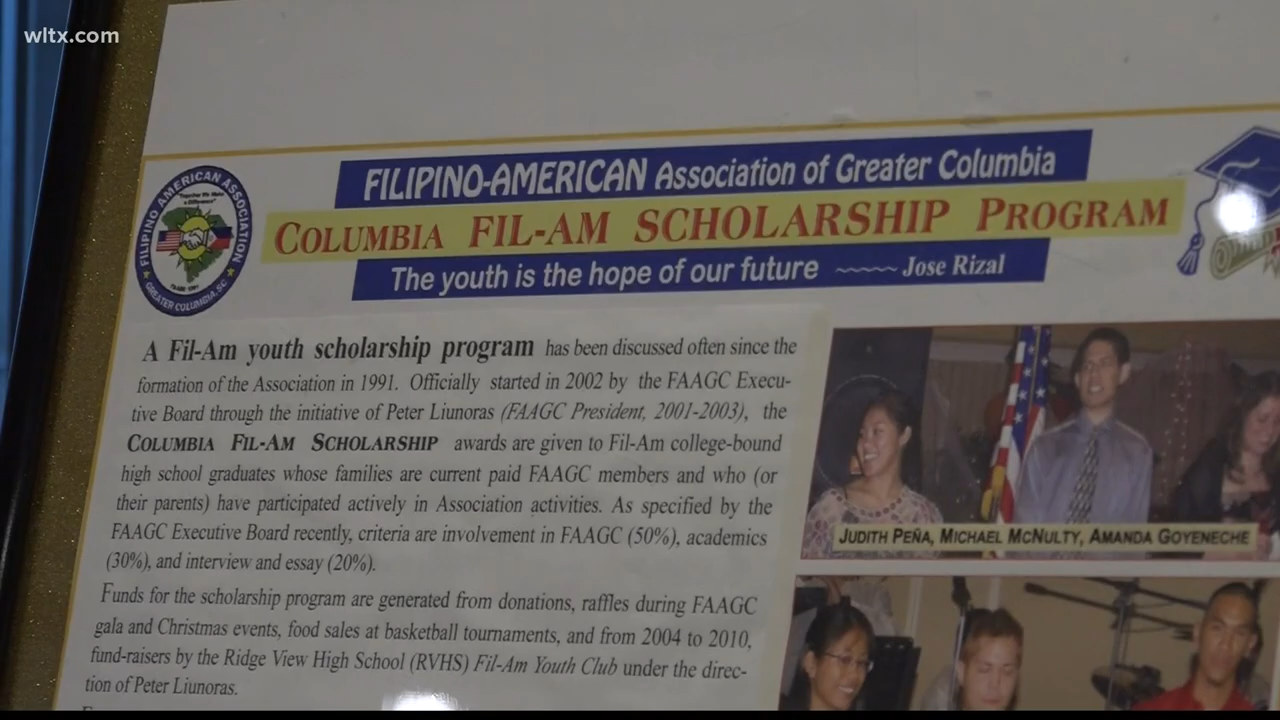 wltx.com
FILIPINO-AMERICAN Association of Greater Columbia
COLUMBIA FIL-AM SCHOLARSHIP PROGRAM
The youth is the hope of our future ~~~~~ Jose Rizal
FILIPINO AMERICAN ASSOCIATION
"Together We Make
a Difference"
GREATER COLUMBIA, SC
A Fil-Am youth scholarship program has been discussed often since the
formation of the Association in 1991. Officially started in 2002 by the FAAGC Execu-
tive Board through the initiative of Peter Liunoras (FAAGC President, 2001-2003), the
COLUMBIA FIL-AM SCHOLARSHIP awards are given to Fil-Am college-bound
high school graduates whose families are current paid FAAGC members and who (or
their parents) have participated actively in Association activities. As specified by the
FAAGC Executive Board recently, criteria are involvement in FAAGC (50%), academics
(30%), and interview and essay (20%).
Funds for the scholarship program are generated from donations, raffles during FAAGC
gala and Christmas events, food sales at basketball tournaments, and from 2004 to 2010,
fund-raisers by the Ridge View High School (RVHS) Fil-Am Youth Club under the direc-
tion of Peter Liunoras.
JUDITH PEÑA, MICHAEL MCNULTY, AMANDA GOYENECHE